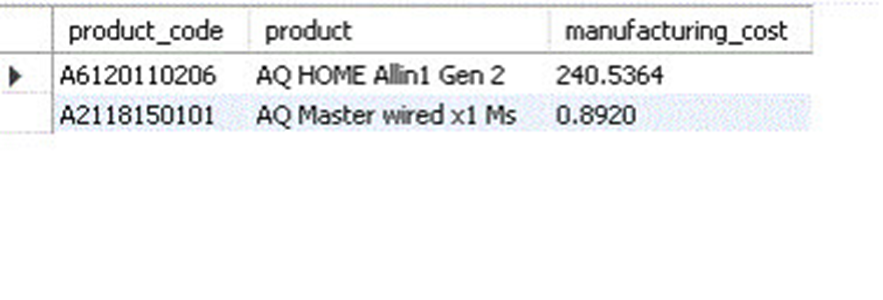 product_code product manufacturing_cost
A6120110206 AQ HOME Allin1 Gen 2 240.5364
A2118150101 AQ Master wired x1 Ms 0.8920